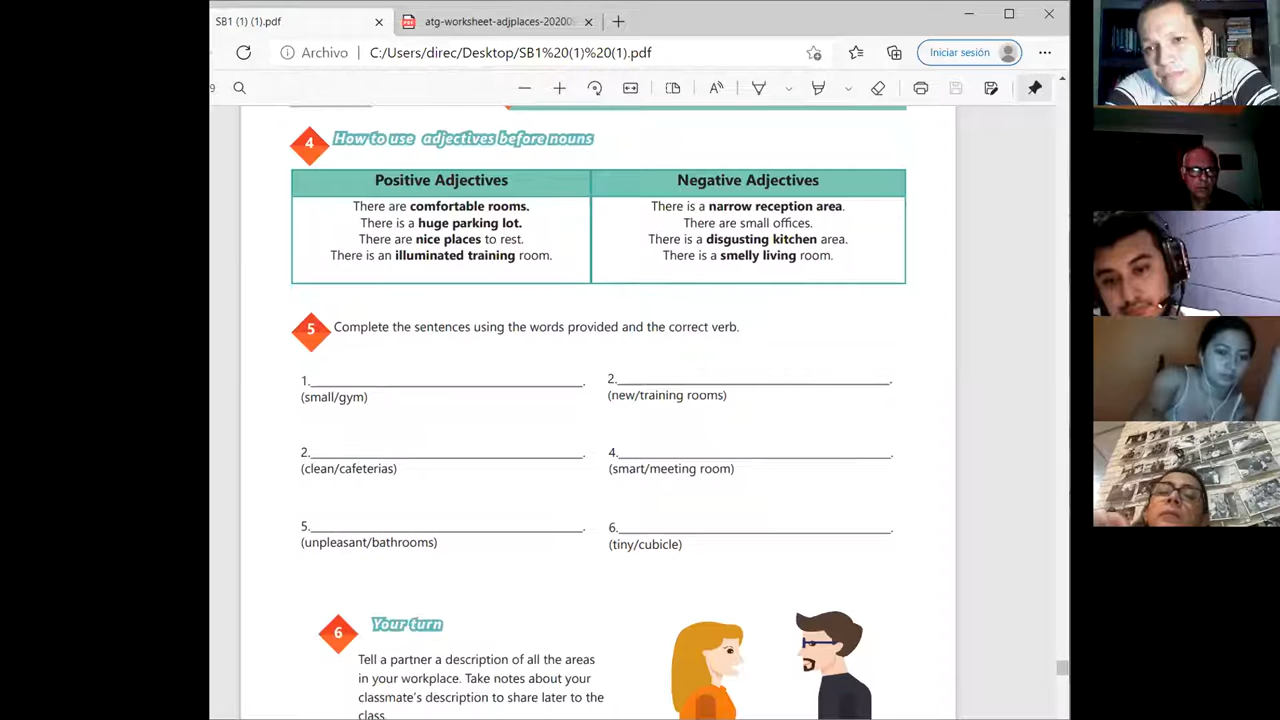 SB1 (1) (1).pdf
atg-worksheet-adjplaces-20200
Archivo
C:/Users/direc/Desktop/SB1%20(1)%20(1).pdf
Iniciar sesión
9
4
How to use adjectives before nouns
Positive Adjectives
Negative Adjectives
There are comfortable rooms.
There is a huge parking lot.
There are nice places to rest.
There is an illuminated training room.
There is a narrow reception area.
There are small offices.
There is a disgusting kitchen area.
There is a smelly living room.
5
Complete the sentences using the words provided and the correct verb.
1.
(small/gym)
2.
(new/training rooms)
2.
(clean/cafeterias)
4.
(smart/meeting room)
5.
(unpleasant/bathrooms)
6.
(tiny/cubicle)
6
Your turn
Tell a partner a description of all the areas
in your workplace. Take notes about your
classmate's description to share later to the
class.